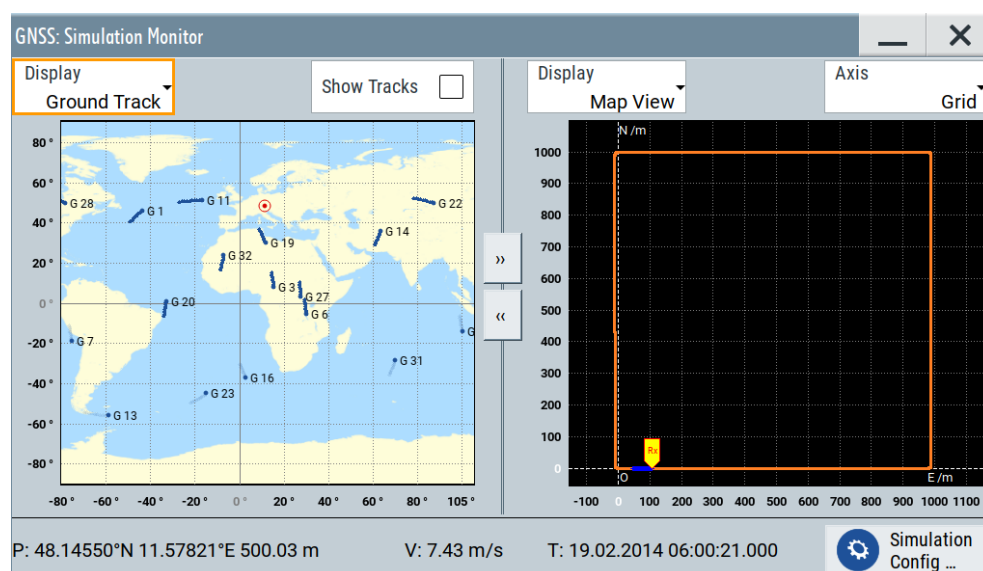 GNSS: Simulation Monitor
Display
Ground Track
Show Tracks
Display
Map View
Axis
Grid
80 °
60 °
40 °
20 °
0 °
-20 °
-40 °
-60 °
-80 °
G 28
G 1
G 11
G 22
G 14
G 19
G 32
G 3
G 27
G 6
G 20
G 7
G
G 31
G 16
G 23
G 13
-80 ° -60 ° -40 ° -20 ° 0 ° 20 ° 40 ° 60 ° 80 ° 105 °
››
‹‹
N /m
1000
900
800
700
600
500
400
300
200
100
0
Rx
O
E /m
-100 0 100 200 300 400 500 600 700 800 900 1000 1100
P: 48.14550°N 11.57821°E 500.03 m V: 7.43 m/s T: 19.02.2014 06:00:21.000
Simulation
Config ...